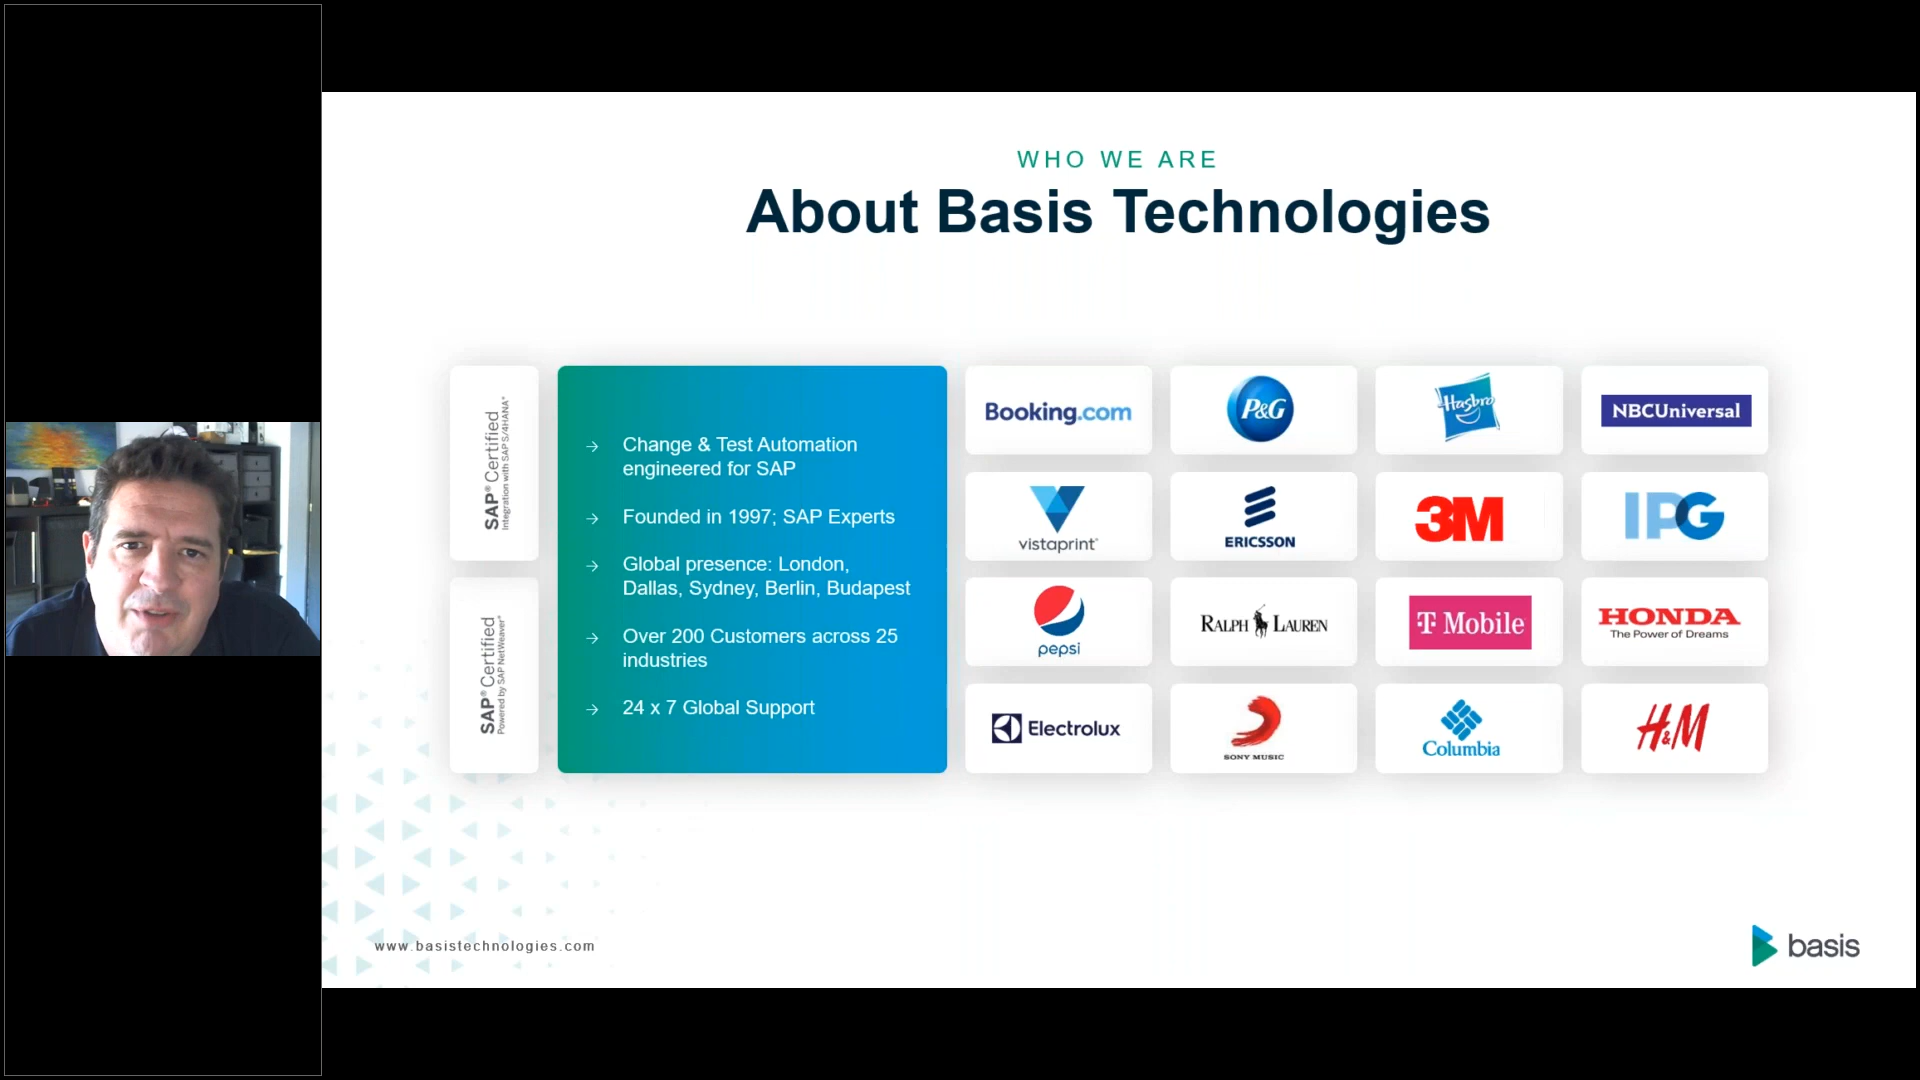 WHO WE ARE
About Basis Technologies
SAP® Certified
Integration with SAP S/4HANA®
SAP® Certified
Powered by SAP NetWeaver®
→ Change & Test Automation
engineered for SAP
→ Founded in 1997; SAP Experts
→ Global presence: London,
Dallas, Sydney, Berlin, Budapest
→ Over 200 Customers across 25
industries
→ 24 x 7 Global Support
Booking.com
P&G
Hasbro
NBCUniversal
vistaprint
ERICSSON
3M
IPG
pepsi
RALPH LAUREN
T Mobile
HONDA
The Power of Dreams
Electrolux
SONY MUSIC
Columbia
H&M
www.basistechnologies.com
basis